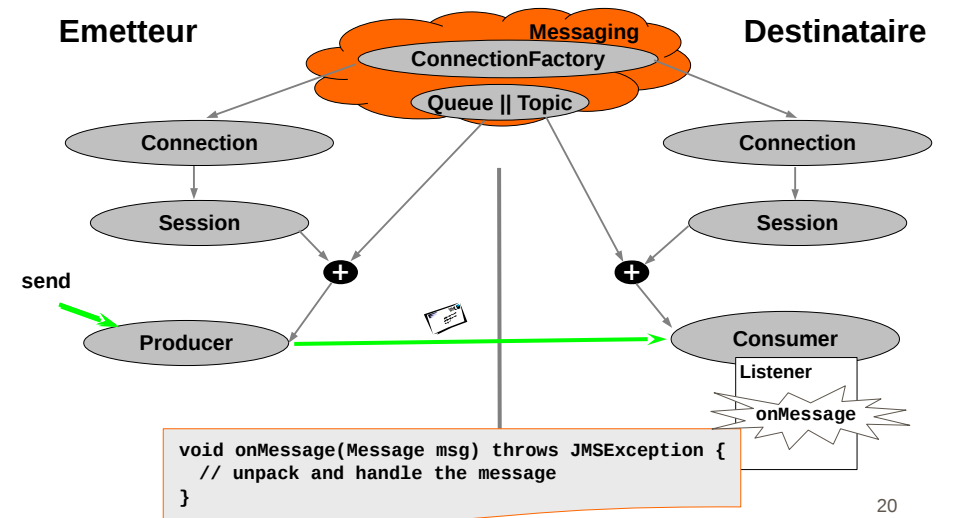 Emetteur
Messaging
Destinataire
ConnectionFactory
Queue || Topic
Connection
Connection
Session
Session
+
+
send
Producer
Consumer
Listener
onMessage
void onMessage(Message msg) throws JMSException {
// unpack and handle the message
}
20